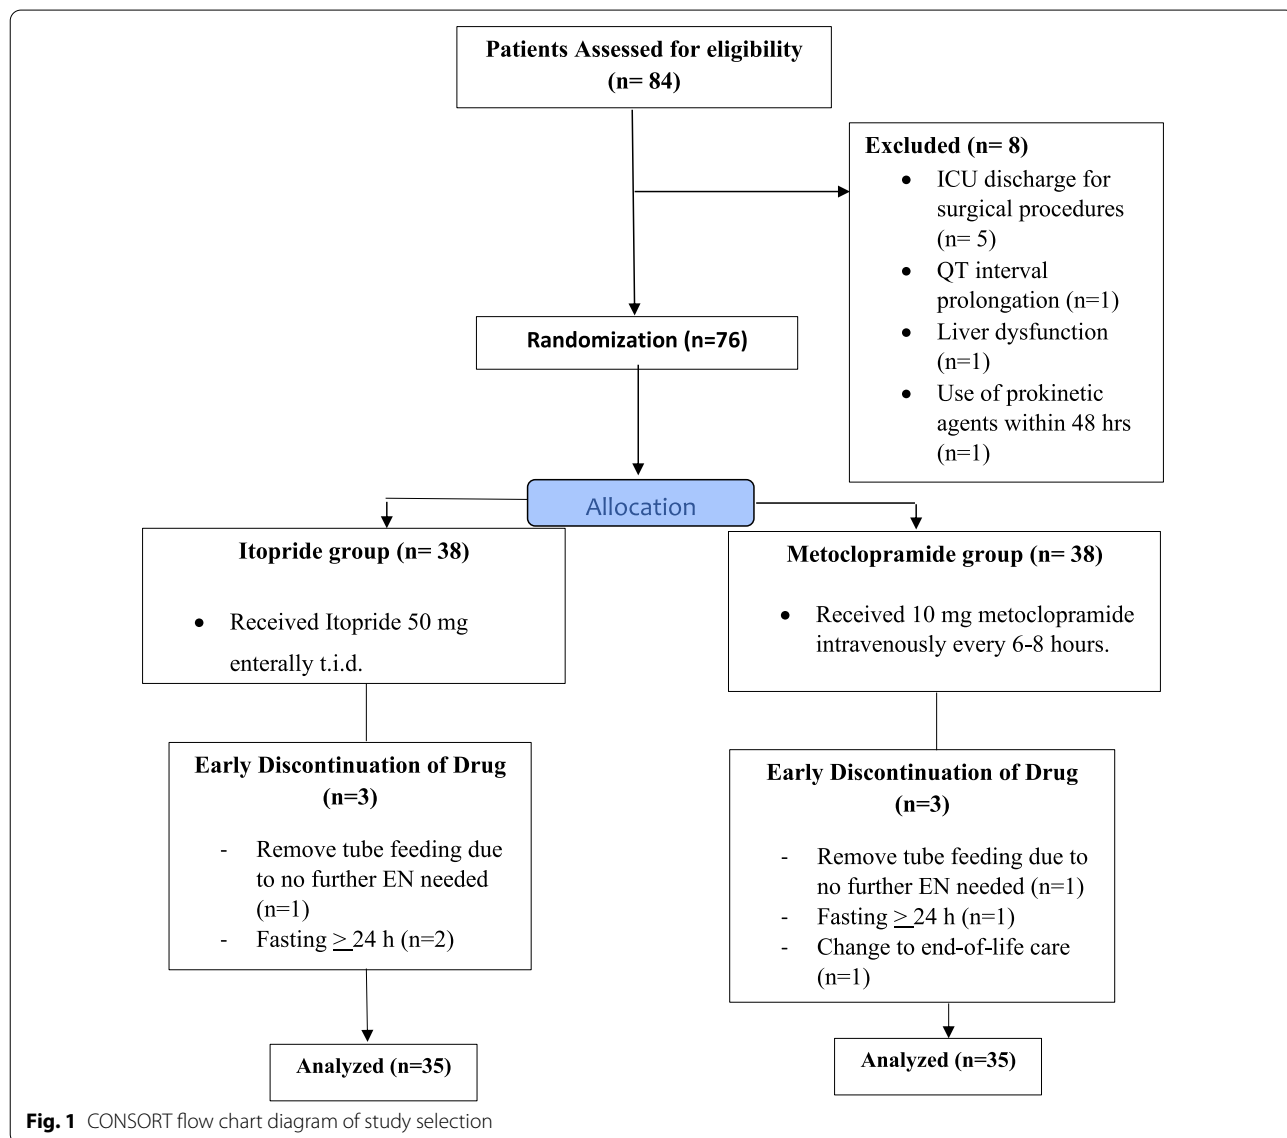 Patients Assessed for eligibility
(n= 84)
Excluded (n= 8)
• ICU discharge for
surgical procedures
(n= 5)
• QT interval
prolongation (n=1)
• Liver dysfunction
(n=1)
• Use of prokinetic
agents within 48 hrs
(n=1)
Randomization (n=76)
Allocation
Itopride group (n= 38)
• Received Itopride 50 mg
enterally t.i.d.
Metoclopramide group (n= 38)
• Received 10 mg metoclopramide
intravenously every 6-8 hours.
Early Discontinuation of Drug
(n=3)
- Remove tube feeding due
to no further EN needed
(n=1)
- Fasting ≥ 24 h (n=2)
Early Discontinuation of Drug
(n=3)
- Remove tube feeding due to
no further EN needed (n=1)
- Fasting ≥ 24 h (n=1)
- Change to end-of-life care
(n=1)
Analyzed (n=35)
Analyzed (n=35)
Fig. 1 CONSORT flow chart diagram of study selection